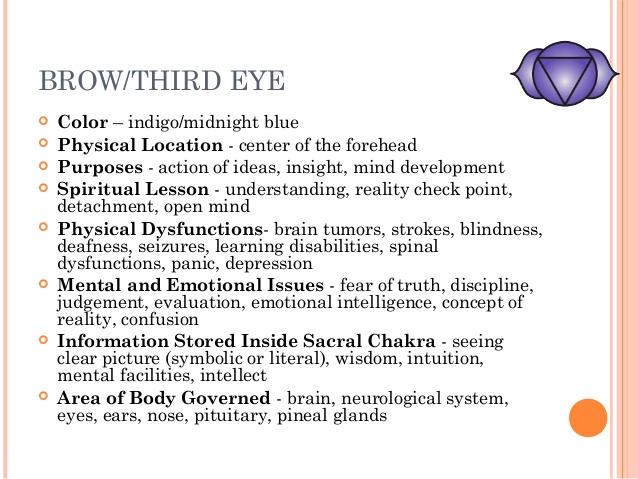 BROW/THIRD EYE
Color – indigo/midnight blue
Physical Location - center of the forehead
Purposes - action of ideas, insight, mind development
Spiritual Lesson - understanding, reality check point,
detachment, open mind
Physical Dysfunctions- brain tumors, strokes, blindness,
deafness, seizures, learning disabilities, spinal
dysfunctions, panic, depression
Mental and Emotional Issues - fear of truth, discipline,
judgement, evaluation, emotional intelligence, concept of
reality, confusion
Information Stored Inside Sacral Chakra - seeing
clear picture (symbolic or literal), wisdom, intuition,
mental facilities, intellect
Area of Body Governed - brain, neurological system,
eyes, ears, nose, pituitary, pineal glands